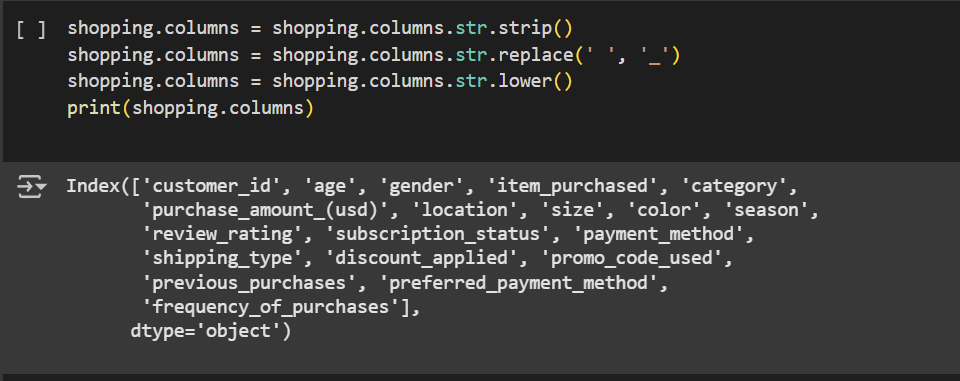 [ ] shopping.columns = shopping.columns.str.strip()
shopping.columns = shopping.columns.str.replace(' ', '_')
shopping.columns = shopping.columns.str.lower()
print(shopping.columns)
Index(['customer_id', 'age', 'gender', 'item_purchased', 'category',
'purchase_amount_(usd)', 'location', 'size', 'color', 'season',
'review_rating', 'subscription_status', 'payment_method',
'shipping_type', 'discount_applied', 'promo_code_used',
'previous_purchases', 'preferred_payment_method',
'frequency_of_purchases'],
dtype='object')